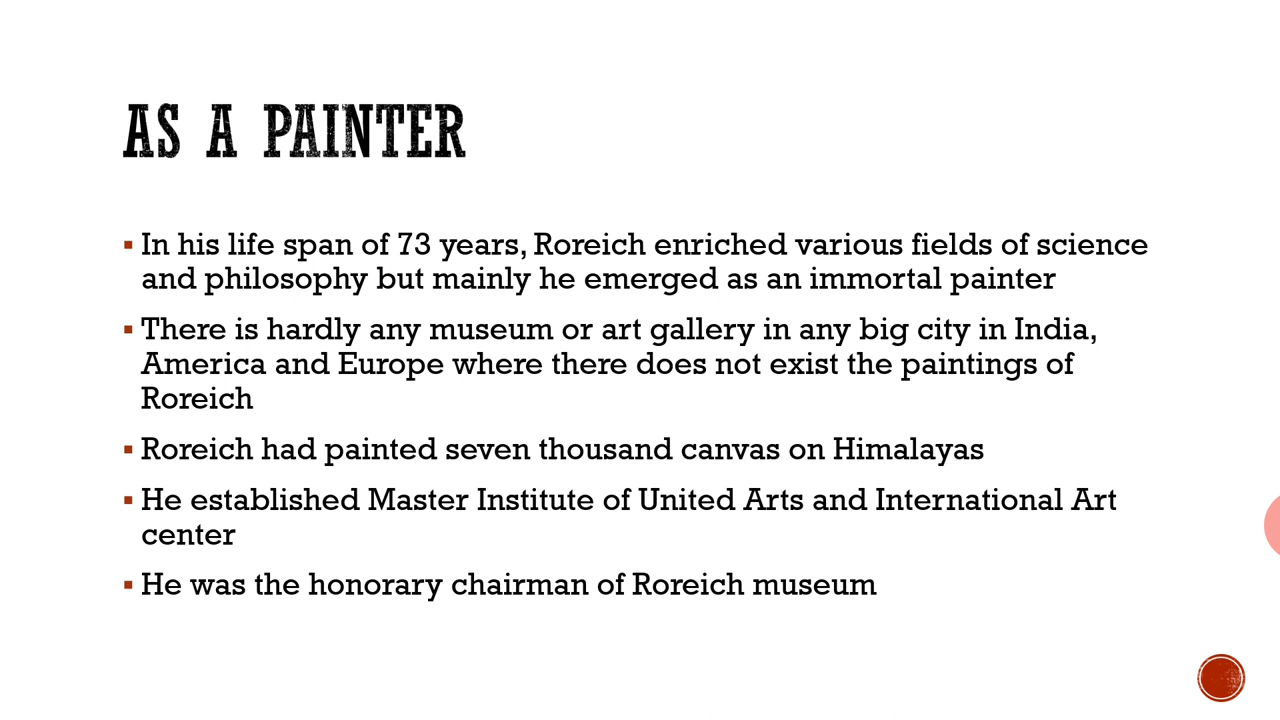 AS A PAINTER
▪ In his life span of 73 years, Roreich enriched various fields of science
and philosophy but mainly he emerged as an immortal painter
▪ There is hardly any museum or art gallery in any big city in India,
America and Europe where there does not exist the paintings of
Roreich
▪ Roreich had painted seven thousand canvas on Himalayas
▪ He established Master Institute of United Arts and International Art
center
▪ He was the honorary chairman of Roreich museum